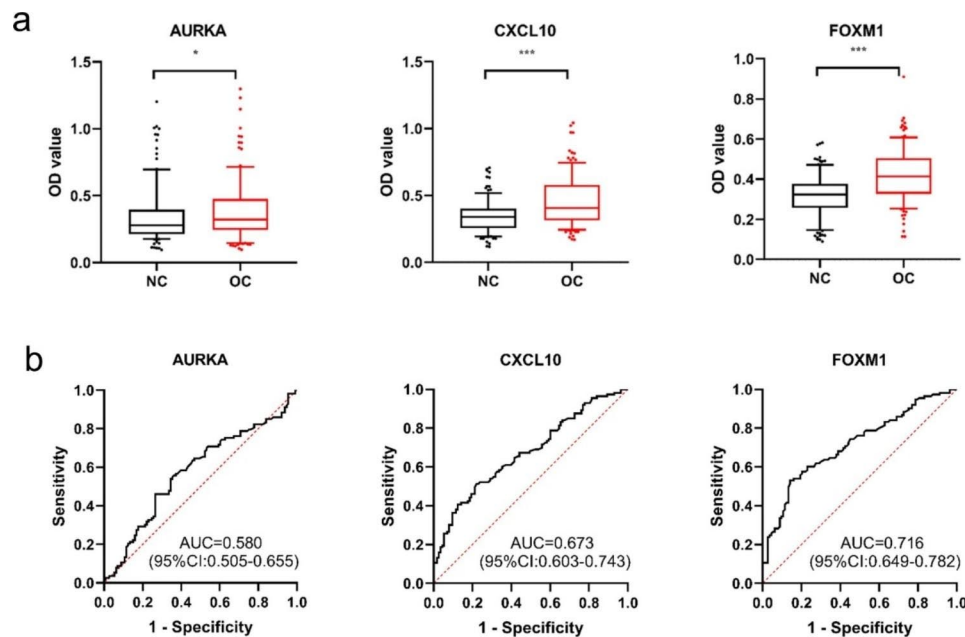 a
AURKA
CXCL10
FOXM1
*
***
***
OD value
1.5
1.0
0.5
0.0
NC
OC
OD value
1.5
1.0
0.5
0.0
NC
OC
OD value
1.0
0.8
0.6
0.4
0.2
0.0
NC
OC
b
AURKA
CXCL10
FOXM1
Sensitivity
1.0
0.8
0.6
0.4
0.2
0.0
AUC=0.580
(95%CI:0.505-0.655)
0.0 0.2 0.4 0.6 0.8 1.0
1 - Specificity
Sensitivity
1.0
0.8
0.6
0.4
0.2
0.0
AUC=0.673
(95%CI:0.603-0.743)
0.0 0.2 0.4 0.6 0.8 1.0
1 - Specificity
Sensitivity
1.0
0.8
0.6
0.4
0.2
0.0
AUC=0.716
(95%CI:0.649-0.782)
0.0 0.2 0.4 0.6 0.8 1.0
1 - Specificity